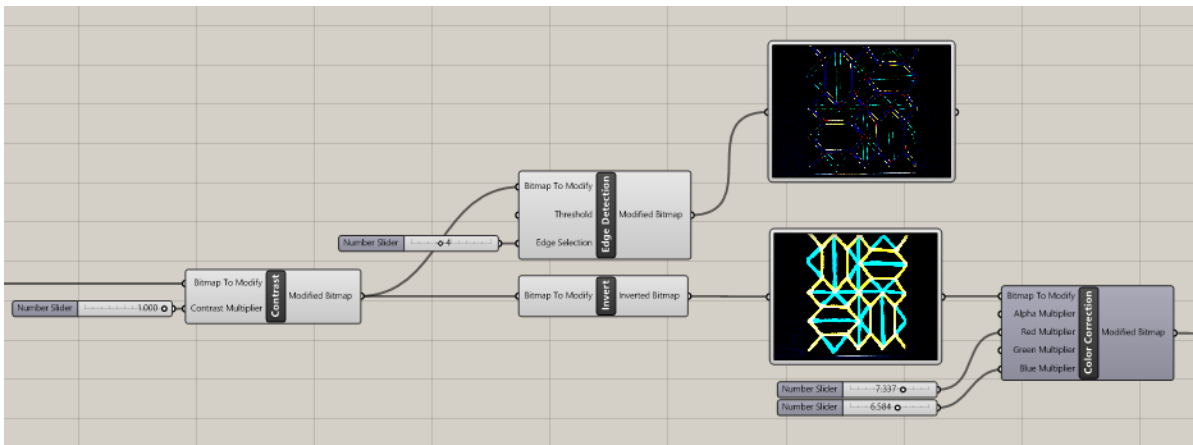 Bitmap To Modify
Threshold
Edge Selection
Edge Detection
Modified Bitmap
Number Slider
4
Bitmap To Modify
Contrast Multiplier
Contrast
Modified Bitmap
Number Slider
1.000
Bitmap To Modify
Invert
Inverted Bitmap
Bitmap To Modify
Alpha Multiplier
Red Multiplier
Green Multiplier
Blue Multiplier
Color Correction
Modified Bitmap
Number Slider
7.337
Number Slider
6.584